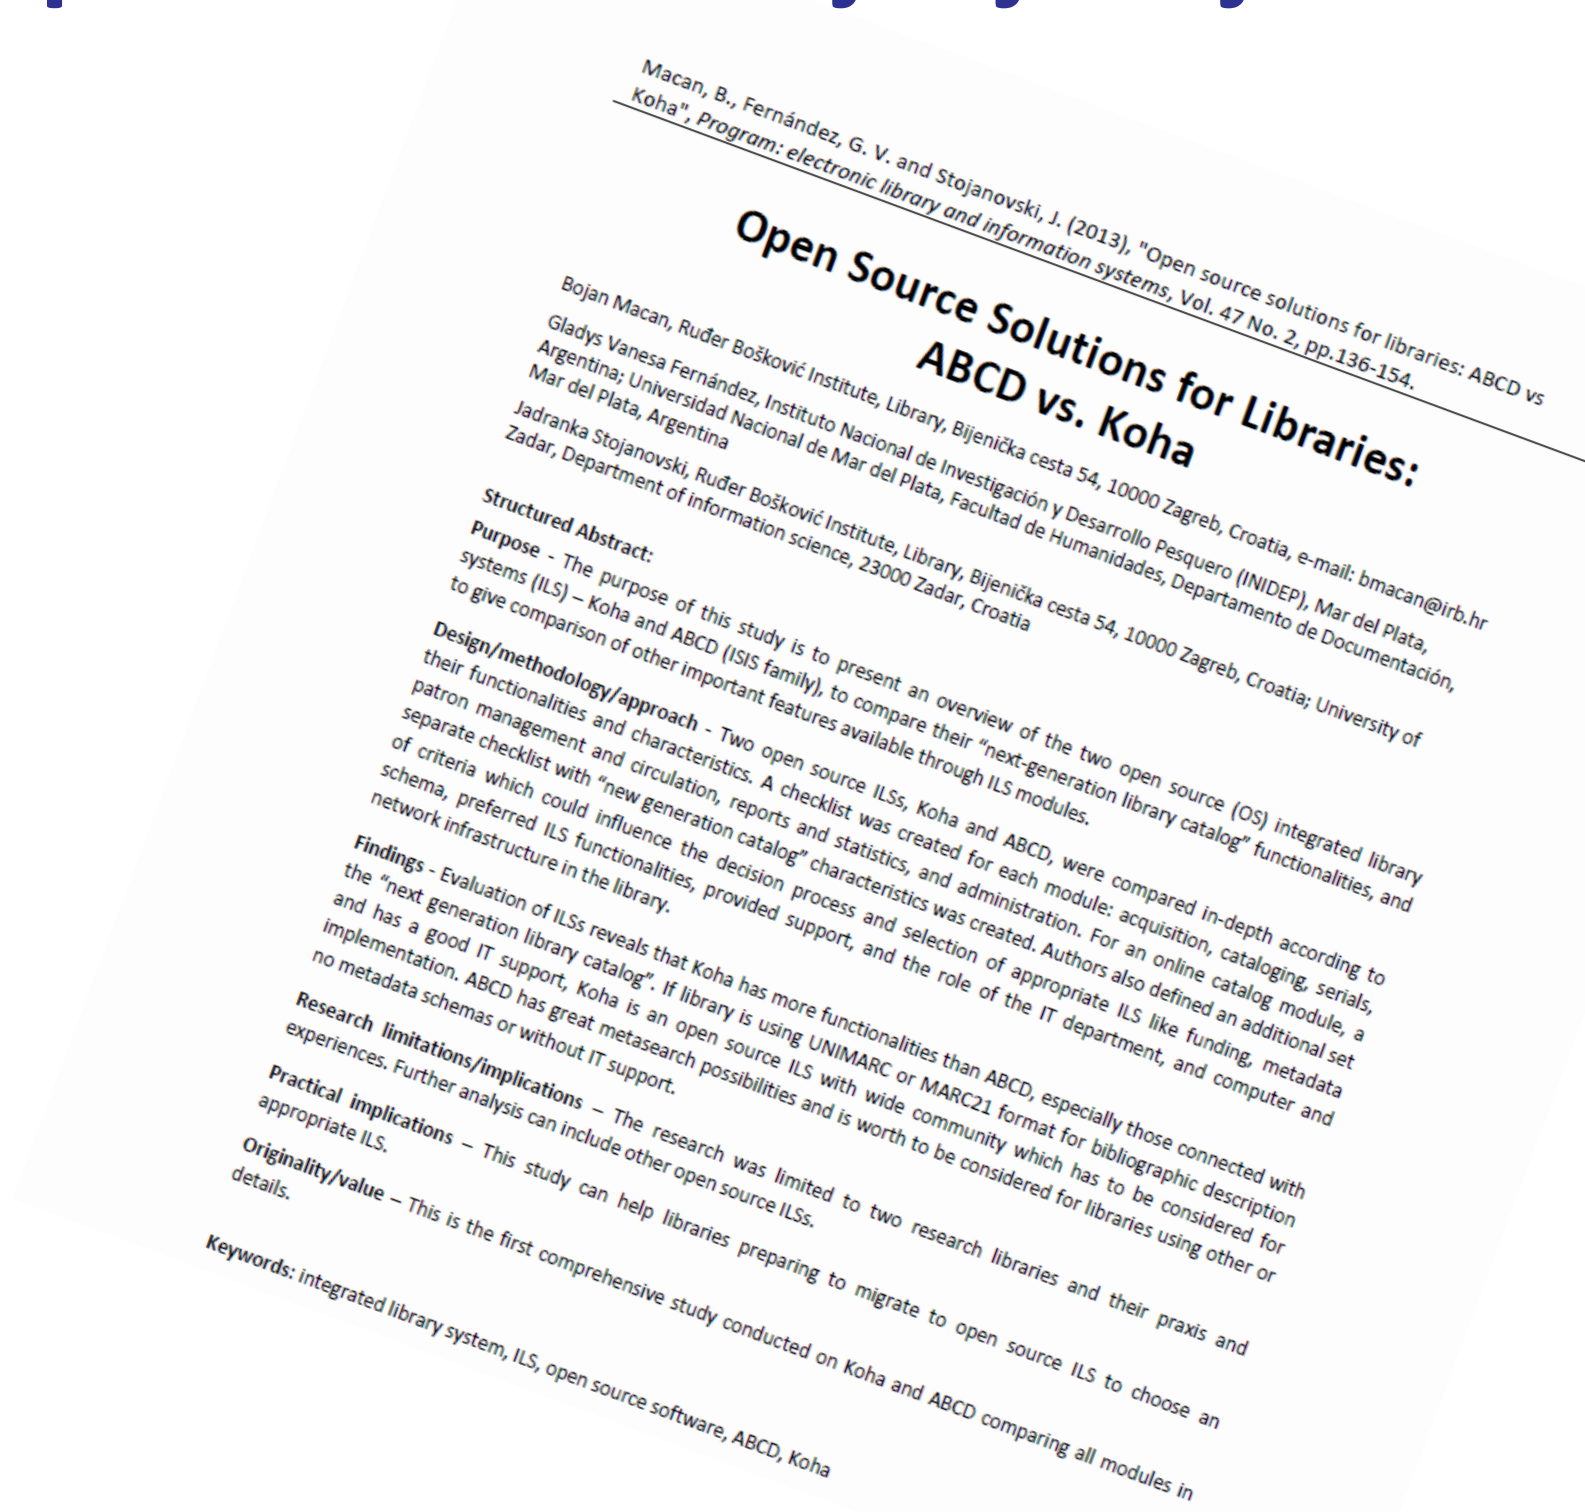 Macan, B., Fernández, G. V. and Stojanovski, J. (2013), "Open source solutions for libraries: ABCD vs
Koha", Program: electronic library and information systems, Vol. 47 No. 2, pp.136-154.
Open Source Solutions for Libraries:
ABCD vs. Koha
Bojan Macan, Ruđer Bošković Institute, Library, Bijenička cesta 54, 10000 Zagreb, Croatia, e-mail: bmacan@irb.hr
Gladys Vanesa Fernández, Instituto Nacional de Investigación y Desarrollo Pesquero (INIDEP), Mar del Plata,
Argentina; Universidad Nacional de Mar del Plata, Facultad de Humanidades, Departamento de Documentación,
Mar del Plata, Argentina
Jadranka Stojanovski, Ruđer Bošković Institute, Library, Bijenička cesta 54, 10000 Zagreb, Croatia; University of
Zadar, Department of information science, 23000 Zadar, Croatia
Structured Abstract:
Purpose - The purpose of this study is to present an overview of the two open source (OS) integrated library
systems (ILS) – Koha and ABCD (ISIS family), to compare their “next-generation library catalog” functionalities, and
to give comparison of other important features available through ILS modules.
Design/methodology/approach - Two open source ILSs, Koha and ABCD, were compared in-depth according to
their functionalities and characteristics. A checklist was created for each module: acquisition, cataloging, serials,
patron management and circulation, reports and statistics, and administration. For an online catalog module, a
separate checklist with “new generation catalog” characteristics was created. Authors also defined an additional set
of criteria which could influence the decision process and selection of appropriate ILS like funding, metadata
schema, preferred ILS functionalities, provided support, and the role of the IT department, and computer and
network infrastructure in the library.
Findings - Evaluation of ILSs reveals that Koha has more functionalities than ABCD, especially those connected with
the “next generation library catalog”. If library is using UNIMARC or MARC21 format for bibliographic description
and has a good IT support, Koha is an open source ILS with wide community which has to be considered for
implementation. ABCD has great metasearch possibilities and is worth to be considered for libraries using other or
no metadata schemas or without IT support.
Research limitations/implications – The research was limited to two research libraries and their praxis and
experiences. Further analysis can include other open source ILSs.
Practical implications – This study can help libraries preparing to migrate to open source ILS to choose an
appropriate ILS.
Originality/value – This is the first comprehensive study conducted on Koha and ABCD comparing all modules in
details.
Keywords: integrated library system, ILS, open source software, ABCD, Koha